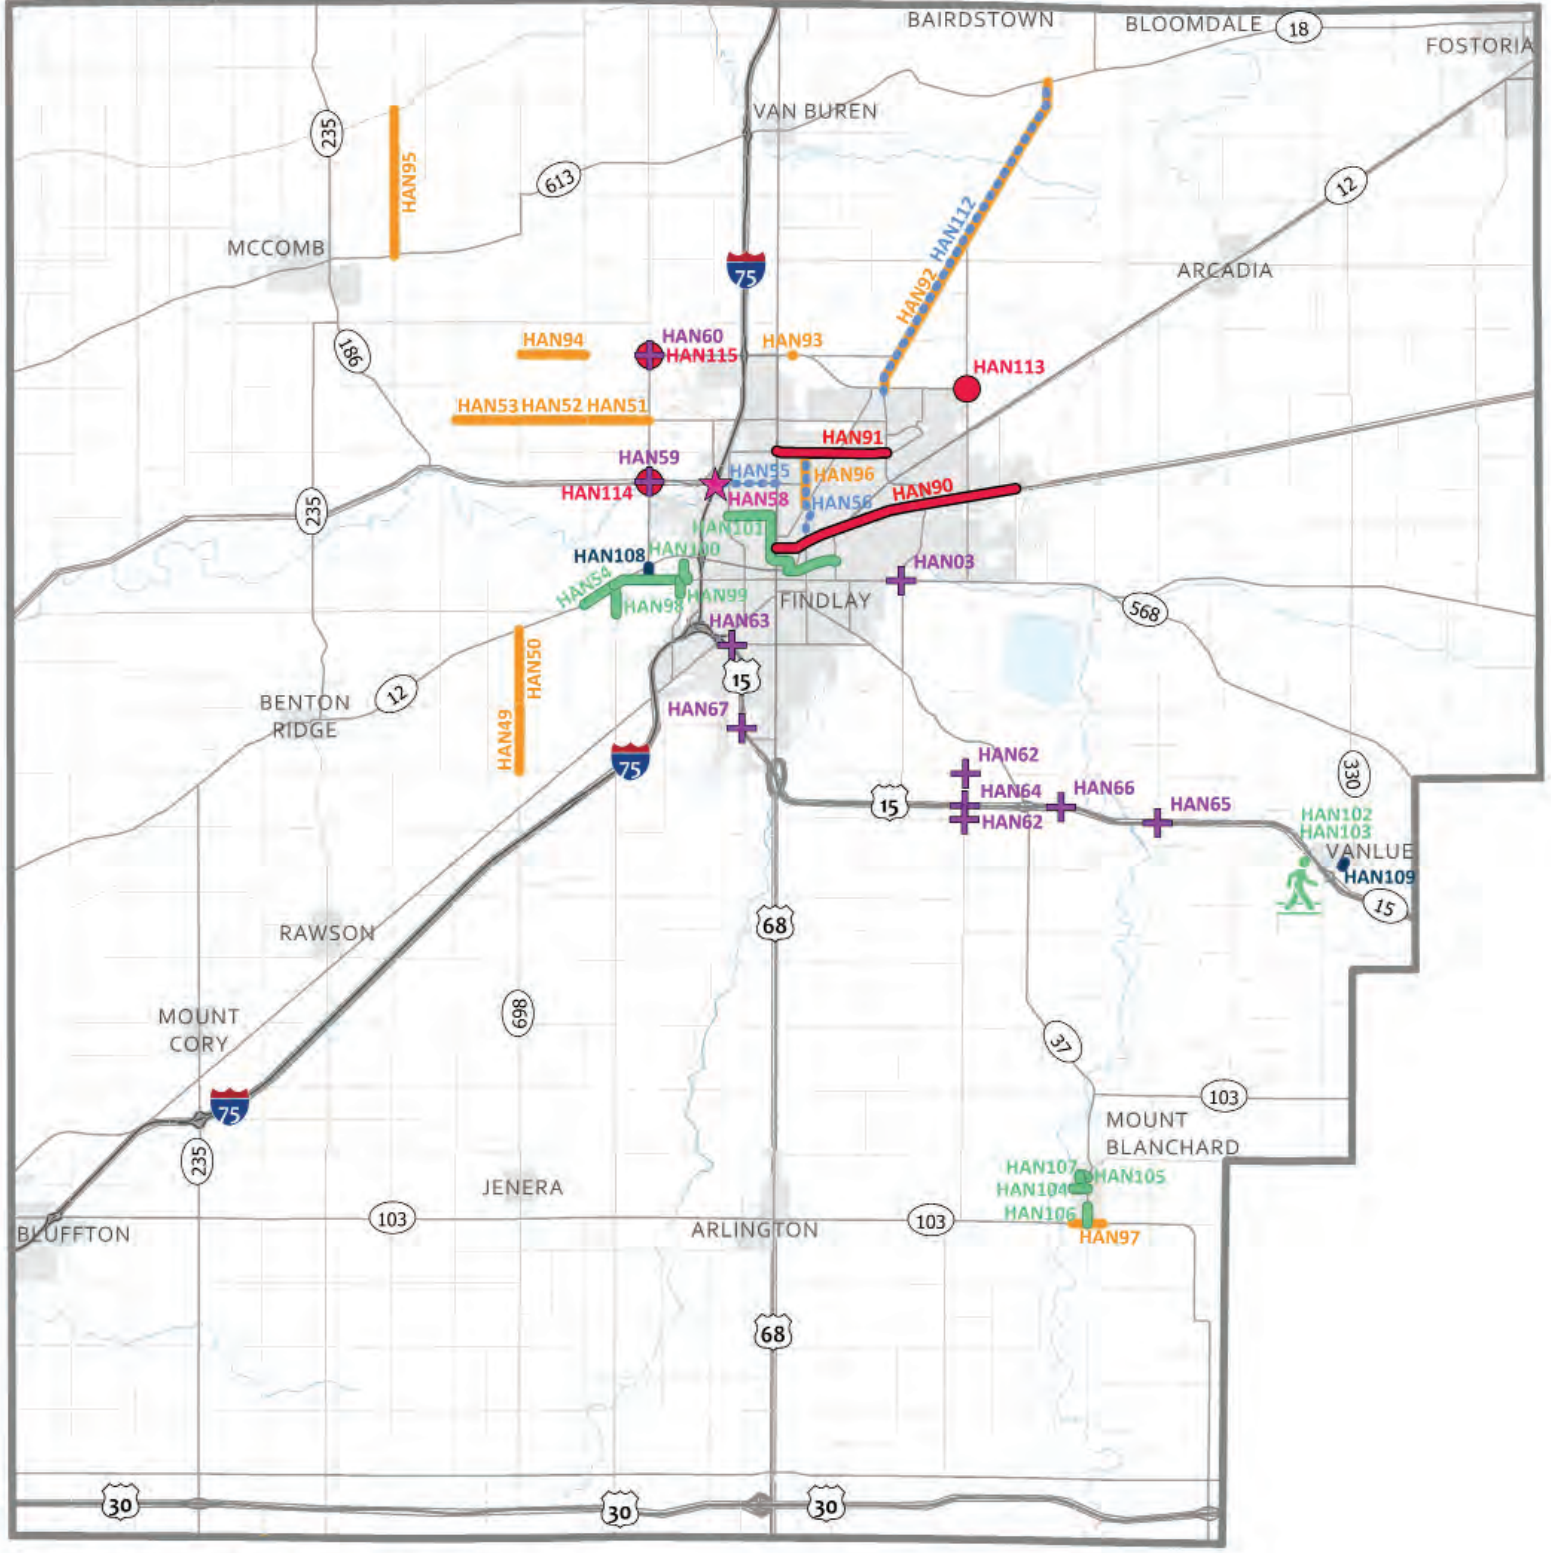 BAIRDSTOWN
BLOOMDALE
18
FOSTORIA
VAN BUREN
235
HAN95
613
12
HAN112
HAN92
MCCOMB
75
ARCADIA
186
HAN94
HAN60
HAN115
HAN93
HAN113
HAN53 HAN52 HAN51
HAN91
HAN59
HAN114
HAN55
HAN58
HAN96
HAN56
HAN90
235
HAN101
HAN108
HAN100
HAN54
HAN98
HAN99
HAN03
FINDLAY
568
HAN63
15
HAN50
HAN49
12
BENTON
RIDGE
HAN67
75
HAN62
HAN64
HAN62
HAN66
HAN65
15
330
HAN102
HAN103
VANLUE
HAN109
15
RAWSON
68
MOUNT
CORY
698
37
75
103
MOUNT
BLANCHARD
235
HAN107
HAN105
HAN104
HAN106
HAN97
JENERA
103
ARLINGTON
103
BLUFFTON
68
30
30
30